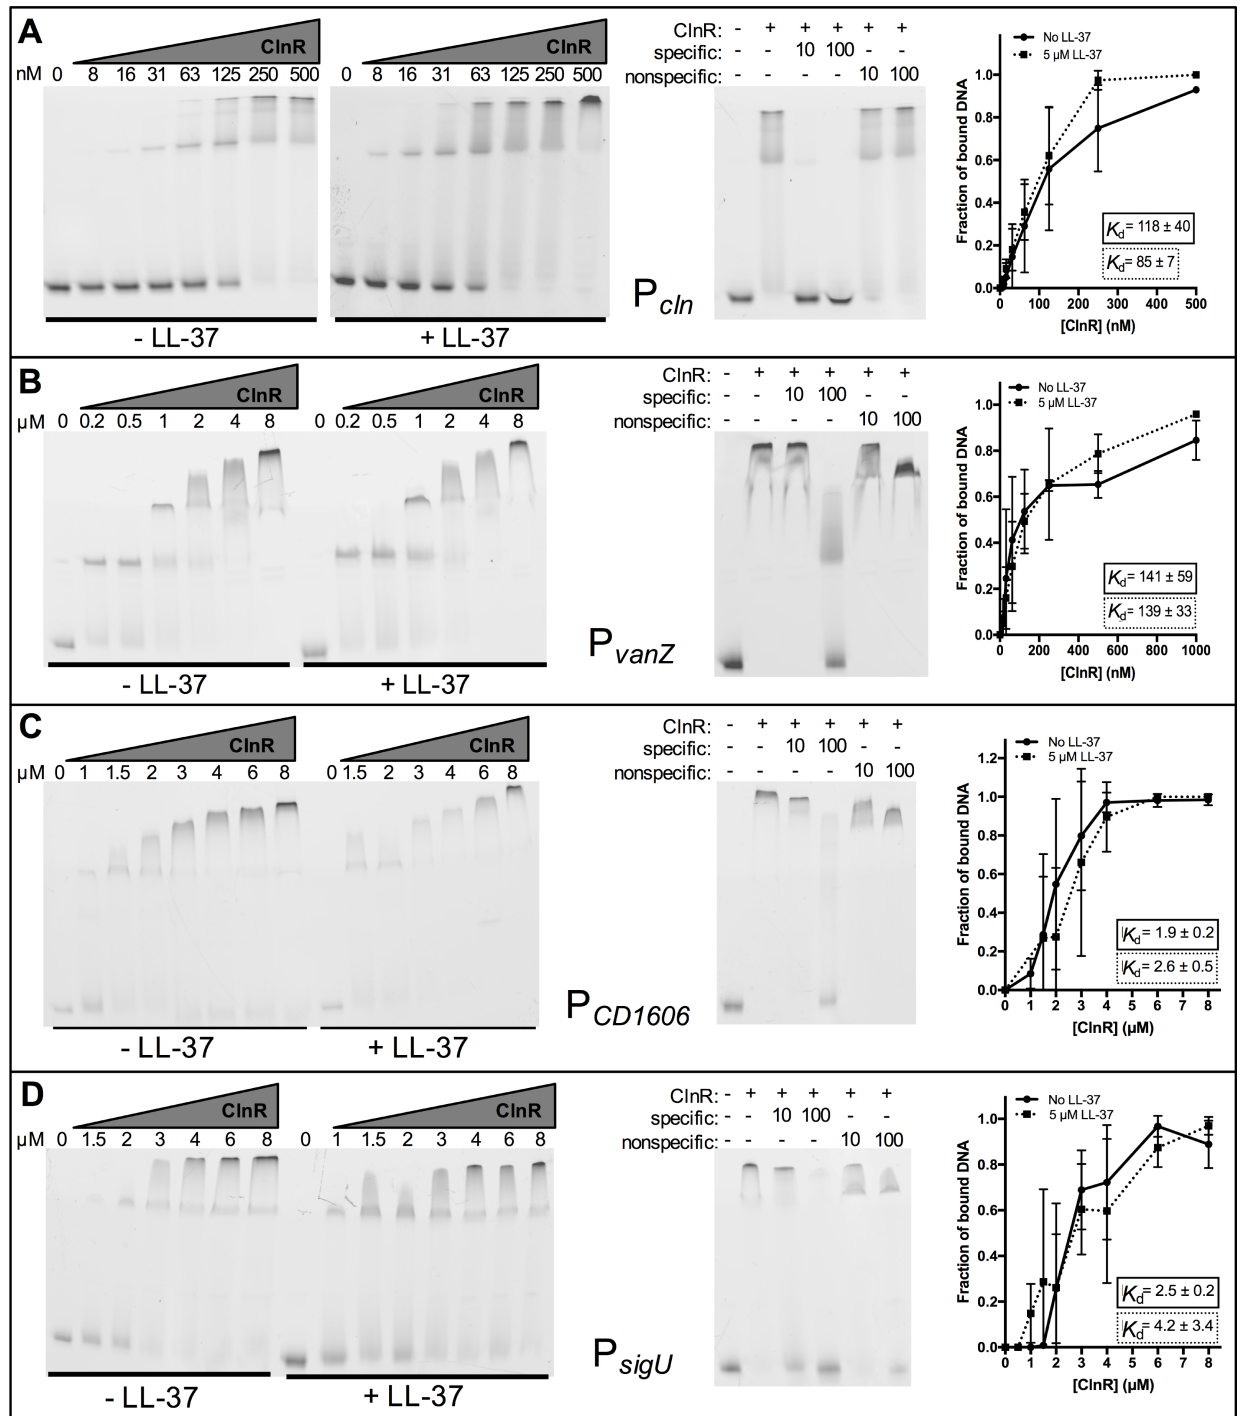 A
ClnR
nM 0 8 16 31 63 125 250 500
- LL-37
ClnR
0 8 16 31 63 125 250 500
+ LL-37
Pcln
ClnR: - + + + + +
specific: - - 10 100 - -
nonspecific: - - - - 10 100
No LL-37
5 µM LL-37
Fraction of bound DNA
1.0
0.8
0.6
0.4
0.2
0.0
Kd= 118 ± 40
Kd= 85 ± 7
0 100 200 300 400 500
[ClnR] (nM)
B
ClnR
µM 0 0.2 0.5 1 2 4 8
- LL-37
ClnR
0 0.2 0.5 1 2 4 8
+ LL-37
PvanZ
ClnR: - + + + + +
specific: - - 10 100 - -
nonspecific: - - - - 10 100
No LL-37
5 µM LL-37
Fraction of bound DNA
1.0
0.8
0.6
0.4
0.2
0.0
Kd= 141 ± 59
Kd= 139 ± 33
0 200 400 600 800 1000
[ClnR] (nM)
C
ClnR
µM 0 1 1.5 2 3 4 6 8
- LL-37
ClnR
0 1.5 2 3 4 6 8
+ LL-37
PCD1606
ClnR: - + + + + +
specific: - - 10 100 - -
nonspecific: - - - - 10 100
No LL-37
5 µM LL-37
Fraction of bound DNA
1.2
1.0
0.8
0.6
0.4
0.2
0.0
Kd= 1.9 ± 0.2
Kd= 2.6 ± 0.5
0 1 2 3 4 5 6 7 8
[ClnR] (µM)
D
ClnR
µM 0 1.5 2 3 4 6 8
- LL-37
ClnR
0 1 1.5 2 3 4 6 8
+ LL-37
PsigU
ClnR: - + + + + +
specific: - - 10 100 - -
nonspecific: - - - - 10 100
No LL-37
5 µM LL-37
Fraction of bound DNA
1.0
0.8
0.6
0.4
0.2
0.0
Kd= 2.5 ± 0.2
Kd= 4.2 ± 3.4
0 1 2 3 4 5 6 7 8
[ClnR] (µM)